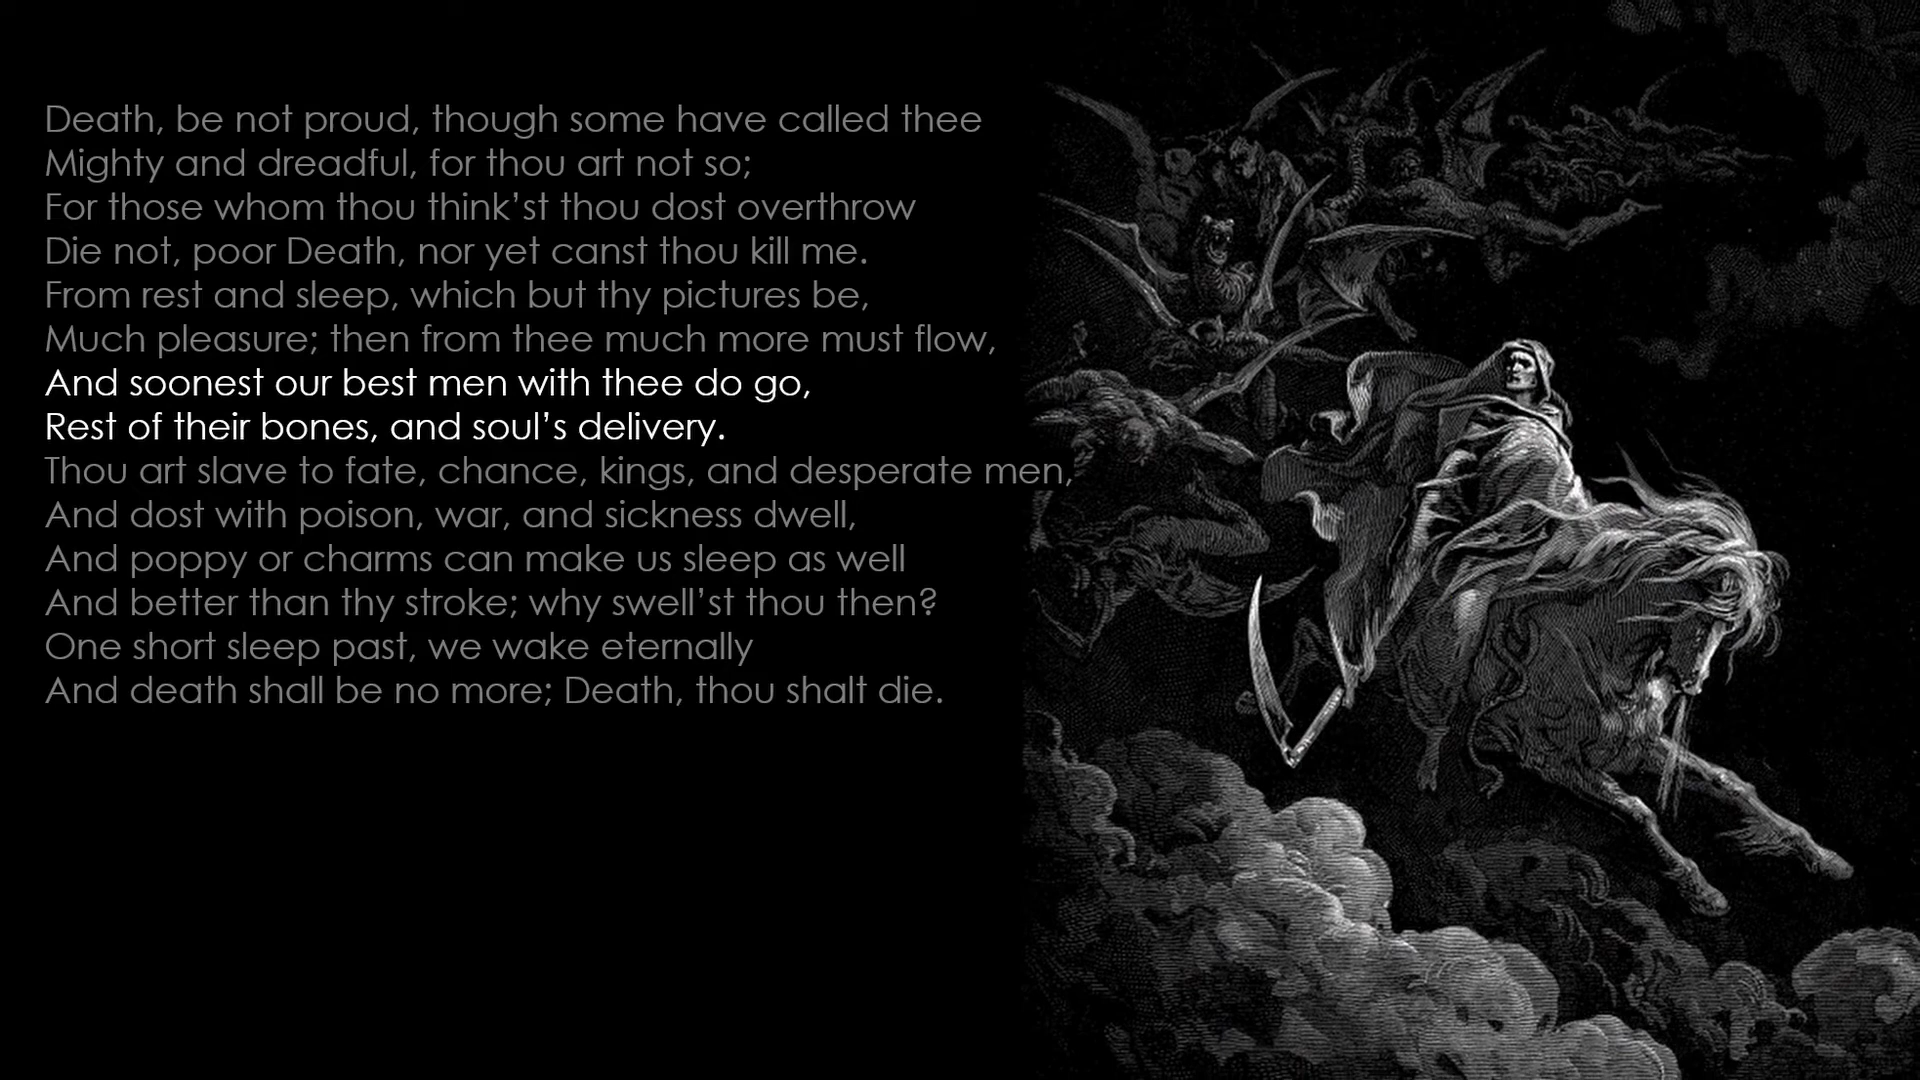 Death, be not proud, though some have called thee
Mighty and dreadful, for thou art not so;
For those whom thou think’st thou dost overthrow
Die not, poor Death, nor yet canst thou kill me.
From rest and sleep, which but thy pictures be,
Much pleasure; then from thee much more must flow,
And soonest our best men with thee do go,
Rest of their bones, and soul’s delivery.
Thou art slave to fate, chance, kings, and desperate men,
And dost with poison, war, and sickness dwell,
And poppy or charms can make us sleep as well
And better than thy stroke; why swell’st thou then?
One short sleep past, we wake eternally
And death shall be no more; Death, thou shalt die.